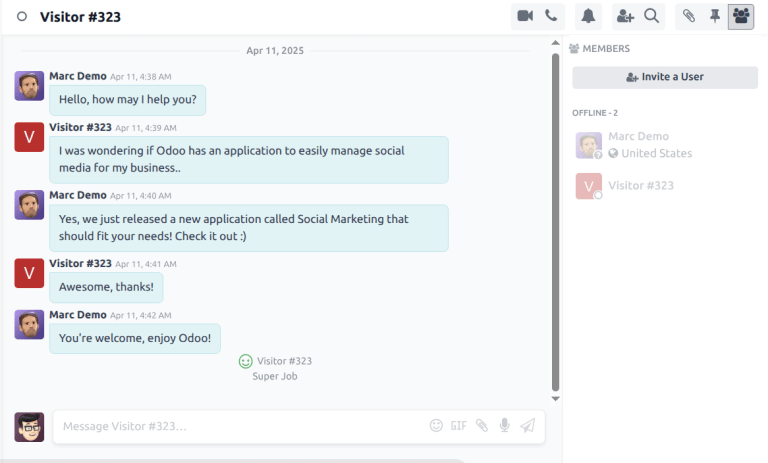 Visitor #323
Apr 11, 2025
Marc Demo Apr 11, 4:38 AM
Hello, how may I help you?
V
Visitor #323 Apr 11, 4:39 AM
I was wondering if Odoo has an application to easily manage social
media for my business..
Marc Demo Apr 11, 4:40 AM
Yes, we just released a new application called Social Marketing that
should fit your needs! Check it out :)
V
Visitor #323 Apr 11, 4:41 AM
Awesome, thanks!
Marc Demo Apr 11, 4:42 AM
You're welcome, enjoy Odoo!
Visitor #323
Super Job
Message Visitor #323...
GIF
MEMBERS
Invite a User
OFFLINE - 2
Marc Demo
?
United States
V
Visitor #323